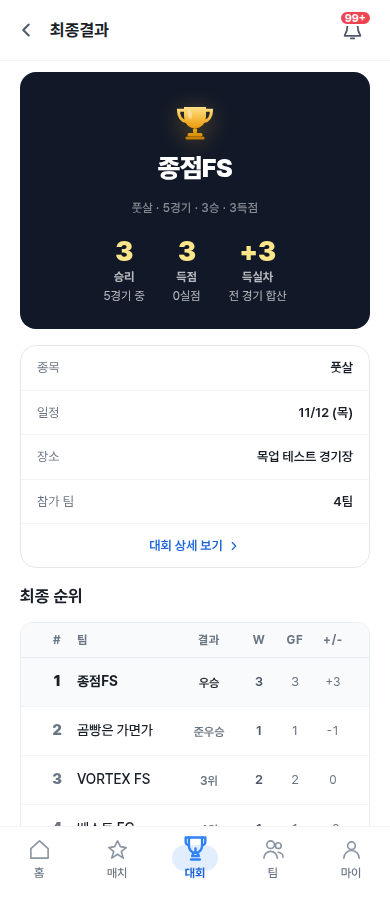 최종결과
99+
종점FS
풋살 · 5경기 · 3승 · 3득점
3 3 +3
승리 득점 득실차
5경기 중 0실점 전 경기 합산
종목 풋살
일정 11/12 (목)
장소 목업 테스트 경기장
참가 팀 4팀
대회 상세 보기
최종 순위
# 팀 결과 W GF +/-
1 종점FS 우승 3 3 +3
2 곰빵은 가면가 준우승 1 1 -1
3 VORTEX FS 3위 2 2 0
홈 매치 대회 팀 마이